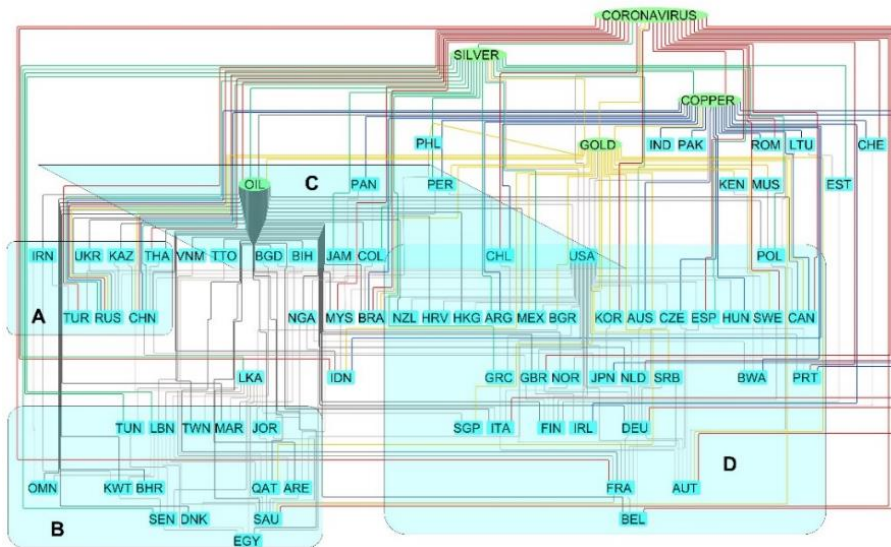 CORONAVIRUS
SILVER
COPPER
PHL GOLD IND PAK ROM LTU CHE
OIL C PAN PER KEN MUS EST
IRN UKR KAZ THA VNM TTO BGD BIH JAM COL CHL USA POL
A TUR RUS CHN NGA MYS BRA NZL HRV HKG ARG MEX BGR KOR AUS CZE ESP HUN SWE CAN
LKA IDN GRC GBR NOR JPN NLD SRB BWA PRT
TUN LBN TWN MAR JOR SGP ITA FIN IRL DEU
D
OMN KWT BHR QAT ARE FRA AUT
B SEN DNK SAU BEL
EGY